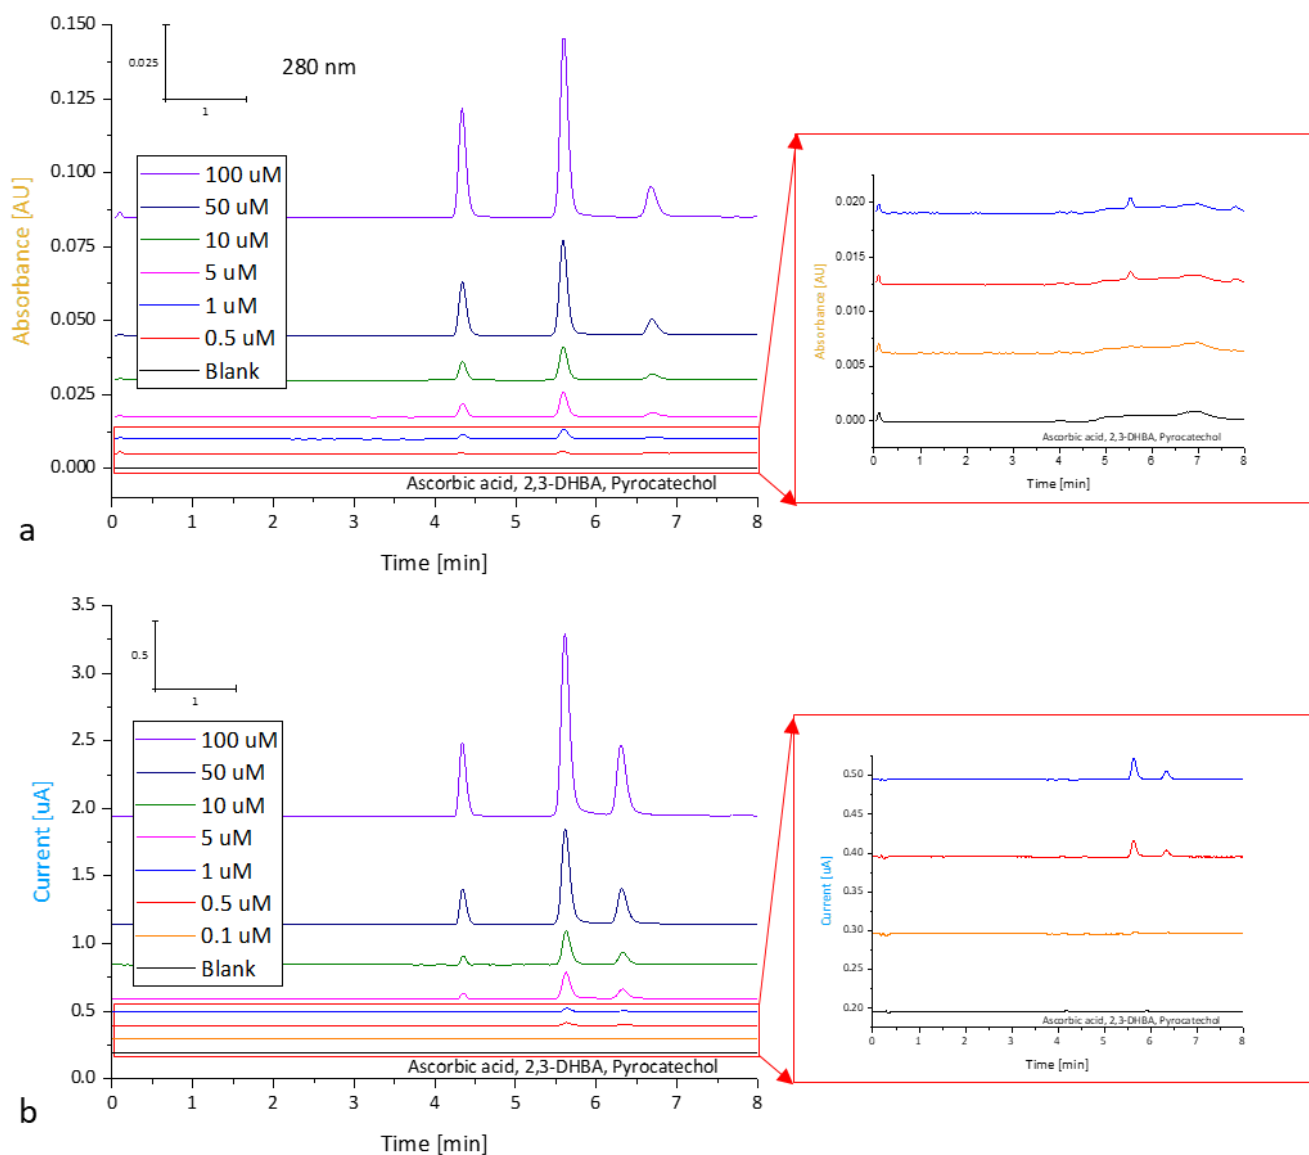 0.150
0.125
0.100
0.075
0.050
0.025
0.000
Absorbance [AU]
0.025
1
280 nm
100 uM
50 uM
10 uM
5 uM
1 uM
0.5 uM
Blank
Ascorbic acid, 2,3-DHBA, Pyrocatechol
0 1 2 3 4 5 6 7 8
Time [min]
a
0.020
0.015
0.010
0.005
0.000
Absorbance [AU]
Ascorbic acid, 2,3-DHBA, Pyrocatechol
0 1 2 3 4 5 6 7 8
Time [min]
3.5
3.0
2.5
2.0
1.5
1.0
0.5
0.0
Current [uA]
0.5
1
100 uM
50 uM
10 uM
5 uM
1 uM
0.5 uM
0.1 uM
Blank
Ascorbic acid, 2,3-DHBA, Pyrocatechol
0 1 2 3 4 5 6 7 8
Time [min]
b
0.50
0.45
0.40
0.35
0.30
0.25
0.20
Current [uA]
Ascorbic acid, 2,3-DHBA, Pyrocatechol
0 1 2 3 4 5 6 7 8
Time [min]